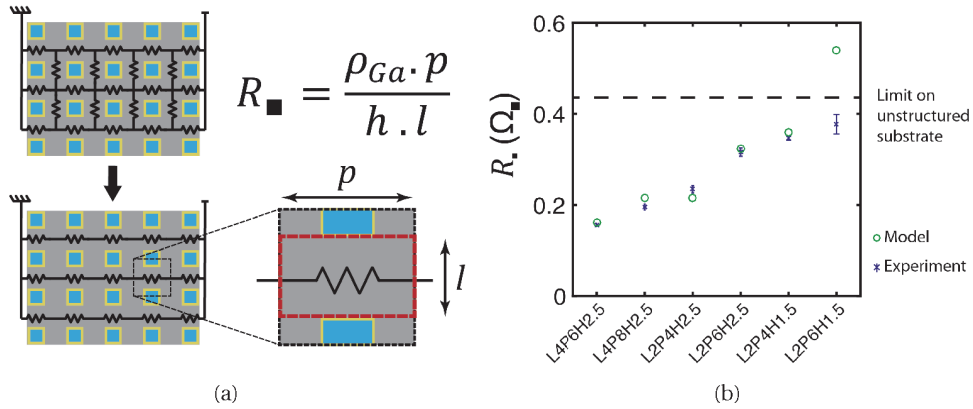 R■ = ρGa . p
h . l
p
l
(a)
R■ (Ω■)
0.6
0.4
0.2
0
Limit on
unstructured
substrate
Model
Experiment
L4P6H2.5
L4P8H2.5
L2P4H2.5
L2P6H2.5
L2P4H1.5
L2P6H1.5
(b)